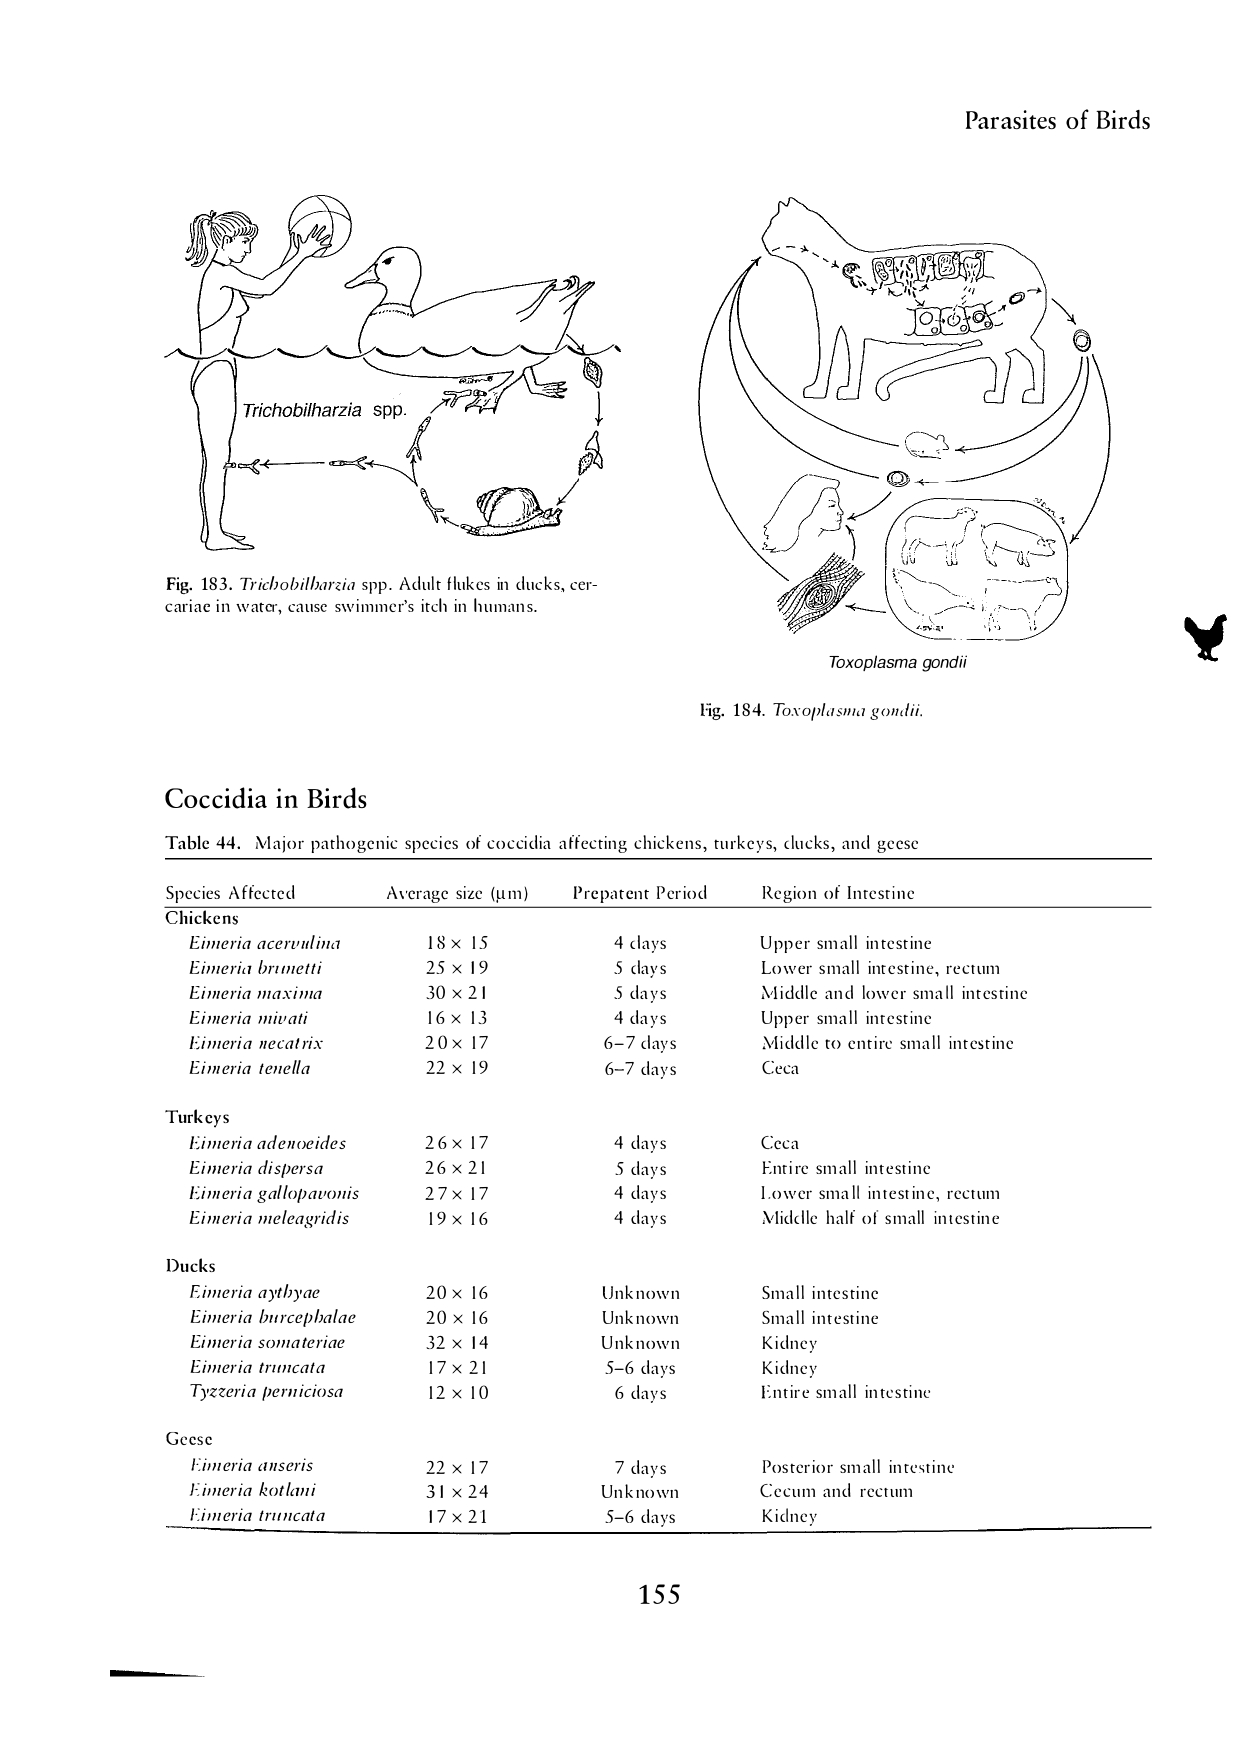 Parasites of Birds
Trichobilharzia spp.
Fig. 183. Trichobilharzia spp. Adult flukes in ducks, cer-
cariae in water, cause swimmer's itch in humans.
Toxoplasma gondii
Fig. 184. Toxoplasma gondii.
Coccidia in Birds
Table 44. Major pathogenic species of coccidia affecting chickens, turkeys, ducks, and geese
Species Affected Average size (μm) Prepatent Period Region of Intestine
Chickens
Eimeria acervulina 18 × 15 4 days Upper small intestine
Eimeria brunetti 25 × 19 5 days Lower small intestine, rectum
Eimeria maxima 30 × 21 5 days Middle and lower small intestine
Eimeria mivati 16 × 13 4 days Upper small intestine
Eimeria necatrix 20 × 17 6–7 days Middle to entire small intestine
Eimeria tenella 22 × 19 6–7 days Ceca
Turkeys
Eimeria adenoeides 26 × 17 4 days Ceca
Eimeria dispersa 26 × 21 5 days Entire small intestine
Eimeria gallopavonis 27 × 17 4 days Lower small intestine, rectum
Eimeria meleagridis 19 × 16 4 days Middle half of small intestine
Ducks
Eimeria aythyae 20 × 16 Unknown Small intestine
Eimeria burcephalae 20 × 16 Unknown Small intestine
Eimeria somateriae 32 × 14 Unknown Kidney
Eimeria truncata 17 × 21 5–6 days Kidney
Tyzzeria perniciosa 12 × 10 6 days Entire small intestine
Geese
Eimeria anseris 22 × 17 7 days Posterior small intestine
Eimeria kotlani 31 × 24 Unknown Cecum and rectum
Eimeria truncata 17 × 21 5–6 days Kidney
155